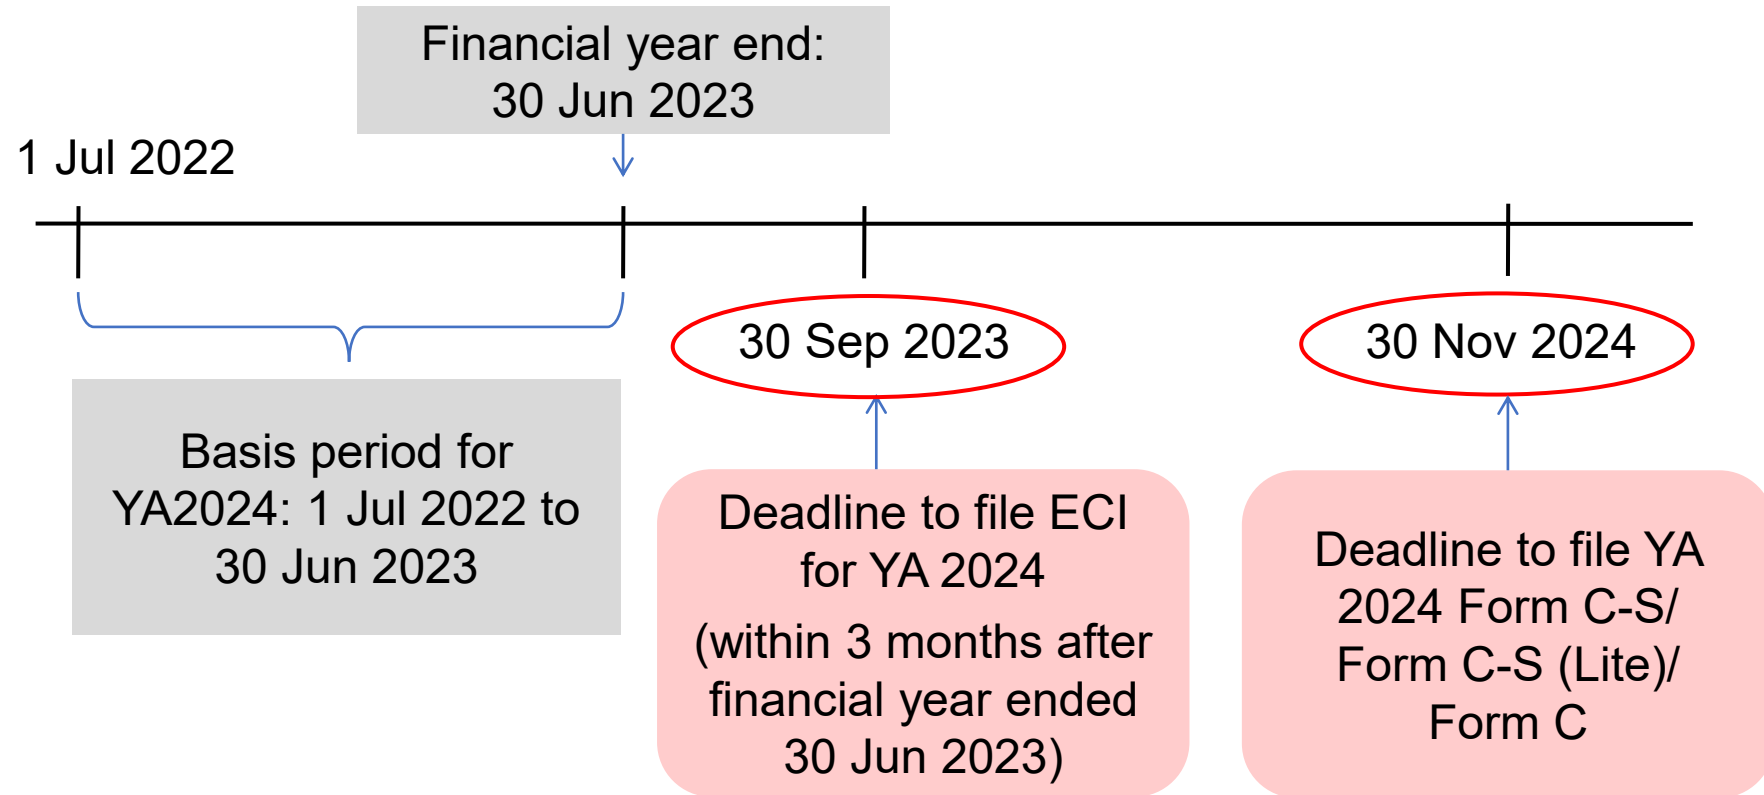 Financial year end:
30 Jun 2023
1 Jul 2022
30 Sep 2023
30 Nov 2024
Basis period for
YA2024: 1 Jul 2022 to
30 Jun 2023
Deadline to file ECI
for YA 2024
(within 3 months after
financial year ended
30 Jun 2023)
Deadline to file YA
2024 Form C-S/
Form C-S (Lite)/
Form C